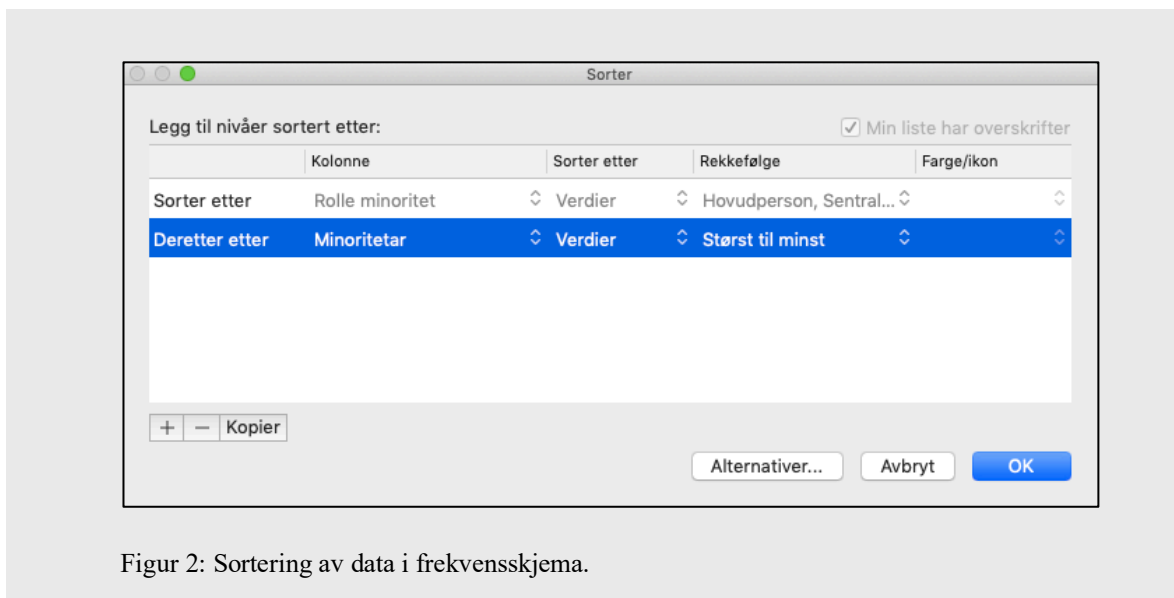 Sorter
Legg til nivåer sortert etter:
Min liste har overskrifter
Kolonne Sorter etter Rekkefølge Farge/ikon
Sorter etter Rolle minoritet Verdier Hovudperson, Sentral...
Deretter etter Minoritetar Verdier Størst til minst
+ − Kopier
Alternativer... Avbryt OK
Figur 2: Sortering av data i frekvensskjema.